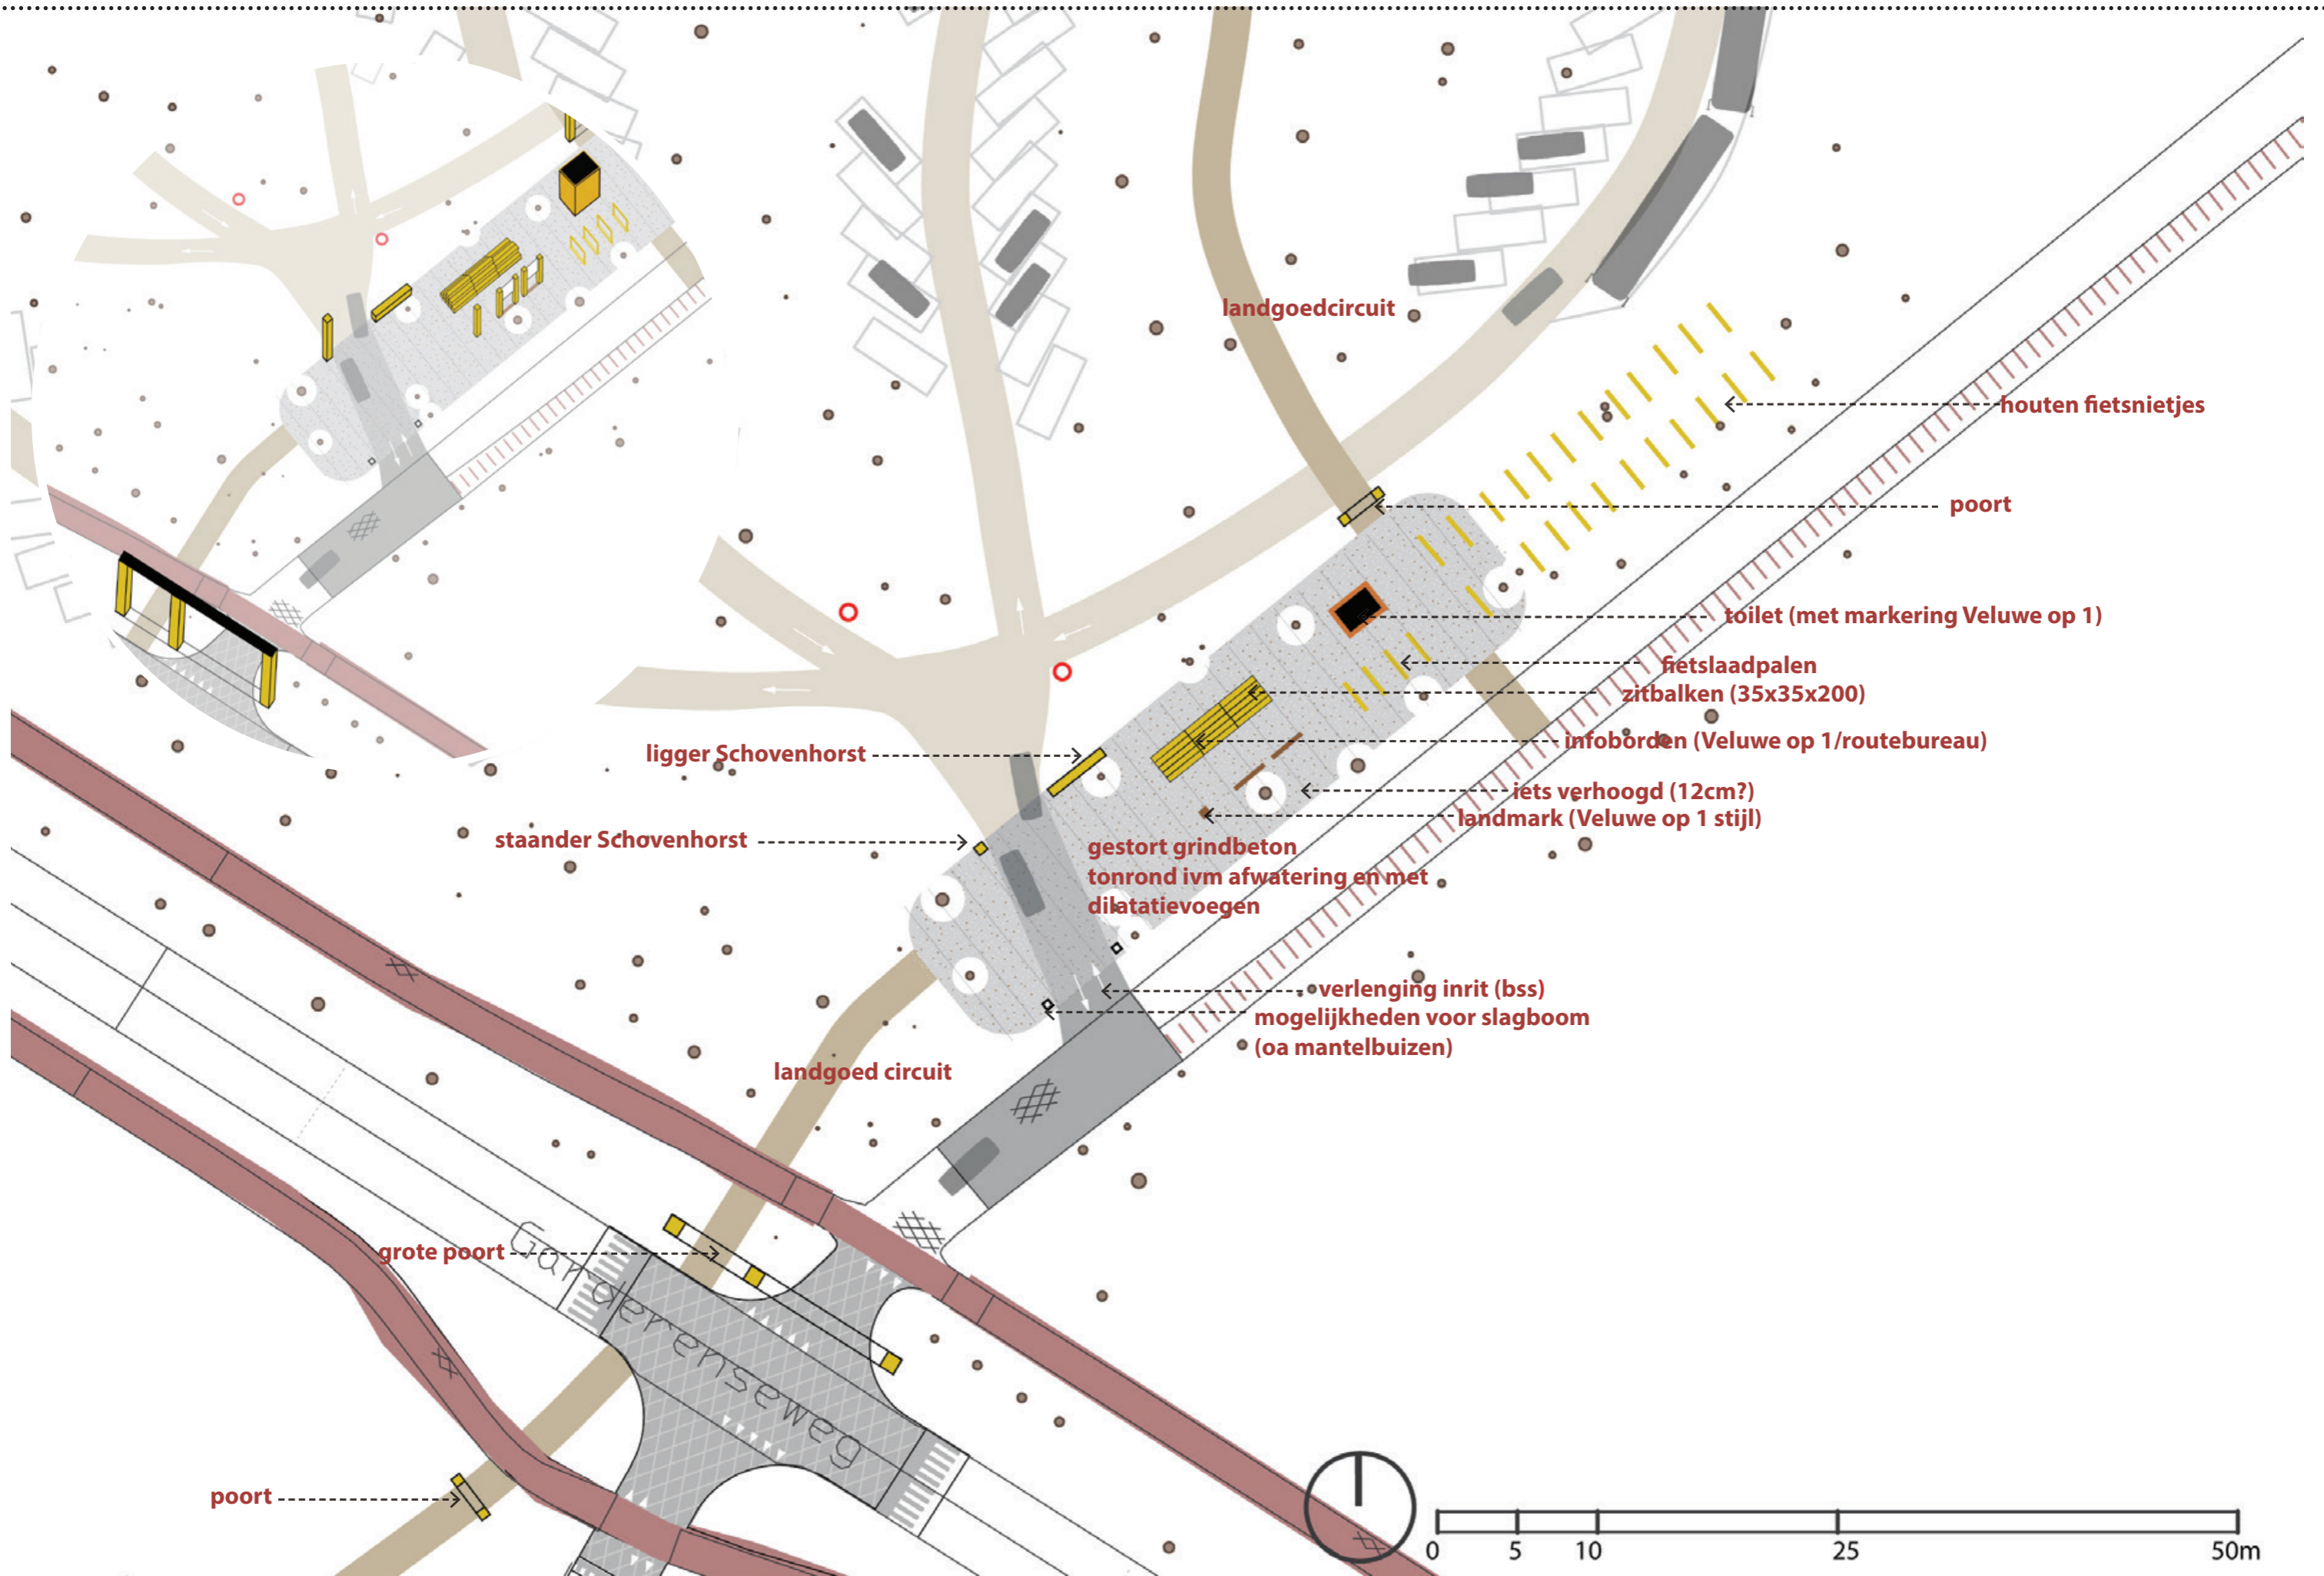 landgoedcircuit
houten fietsnietjes
poort
toilet (met markering Veluwe op 1)
fietslaadpalen
zitbalken (35x35x200)
infoborden (Veluwe op 1/routebureau)
ligger Schovenhorst
iets verhoogd (12cm?)
landmark (Veluwe op 1 stijl)
staander Schovenhorst
gestort grindbeton
tonrond ivm afwatering en met
dilatatievoegen
verlenging inrit (bss)
mogelijkheden voor slagboom
(oa mantelbuizen)
landgoed circuit
grote poort
Garderenseweg
poort
0 5 10 25 50m